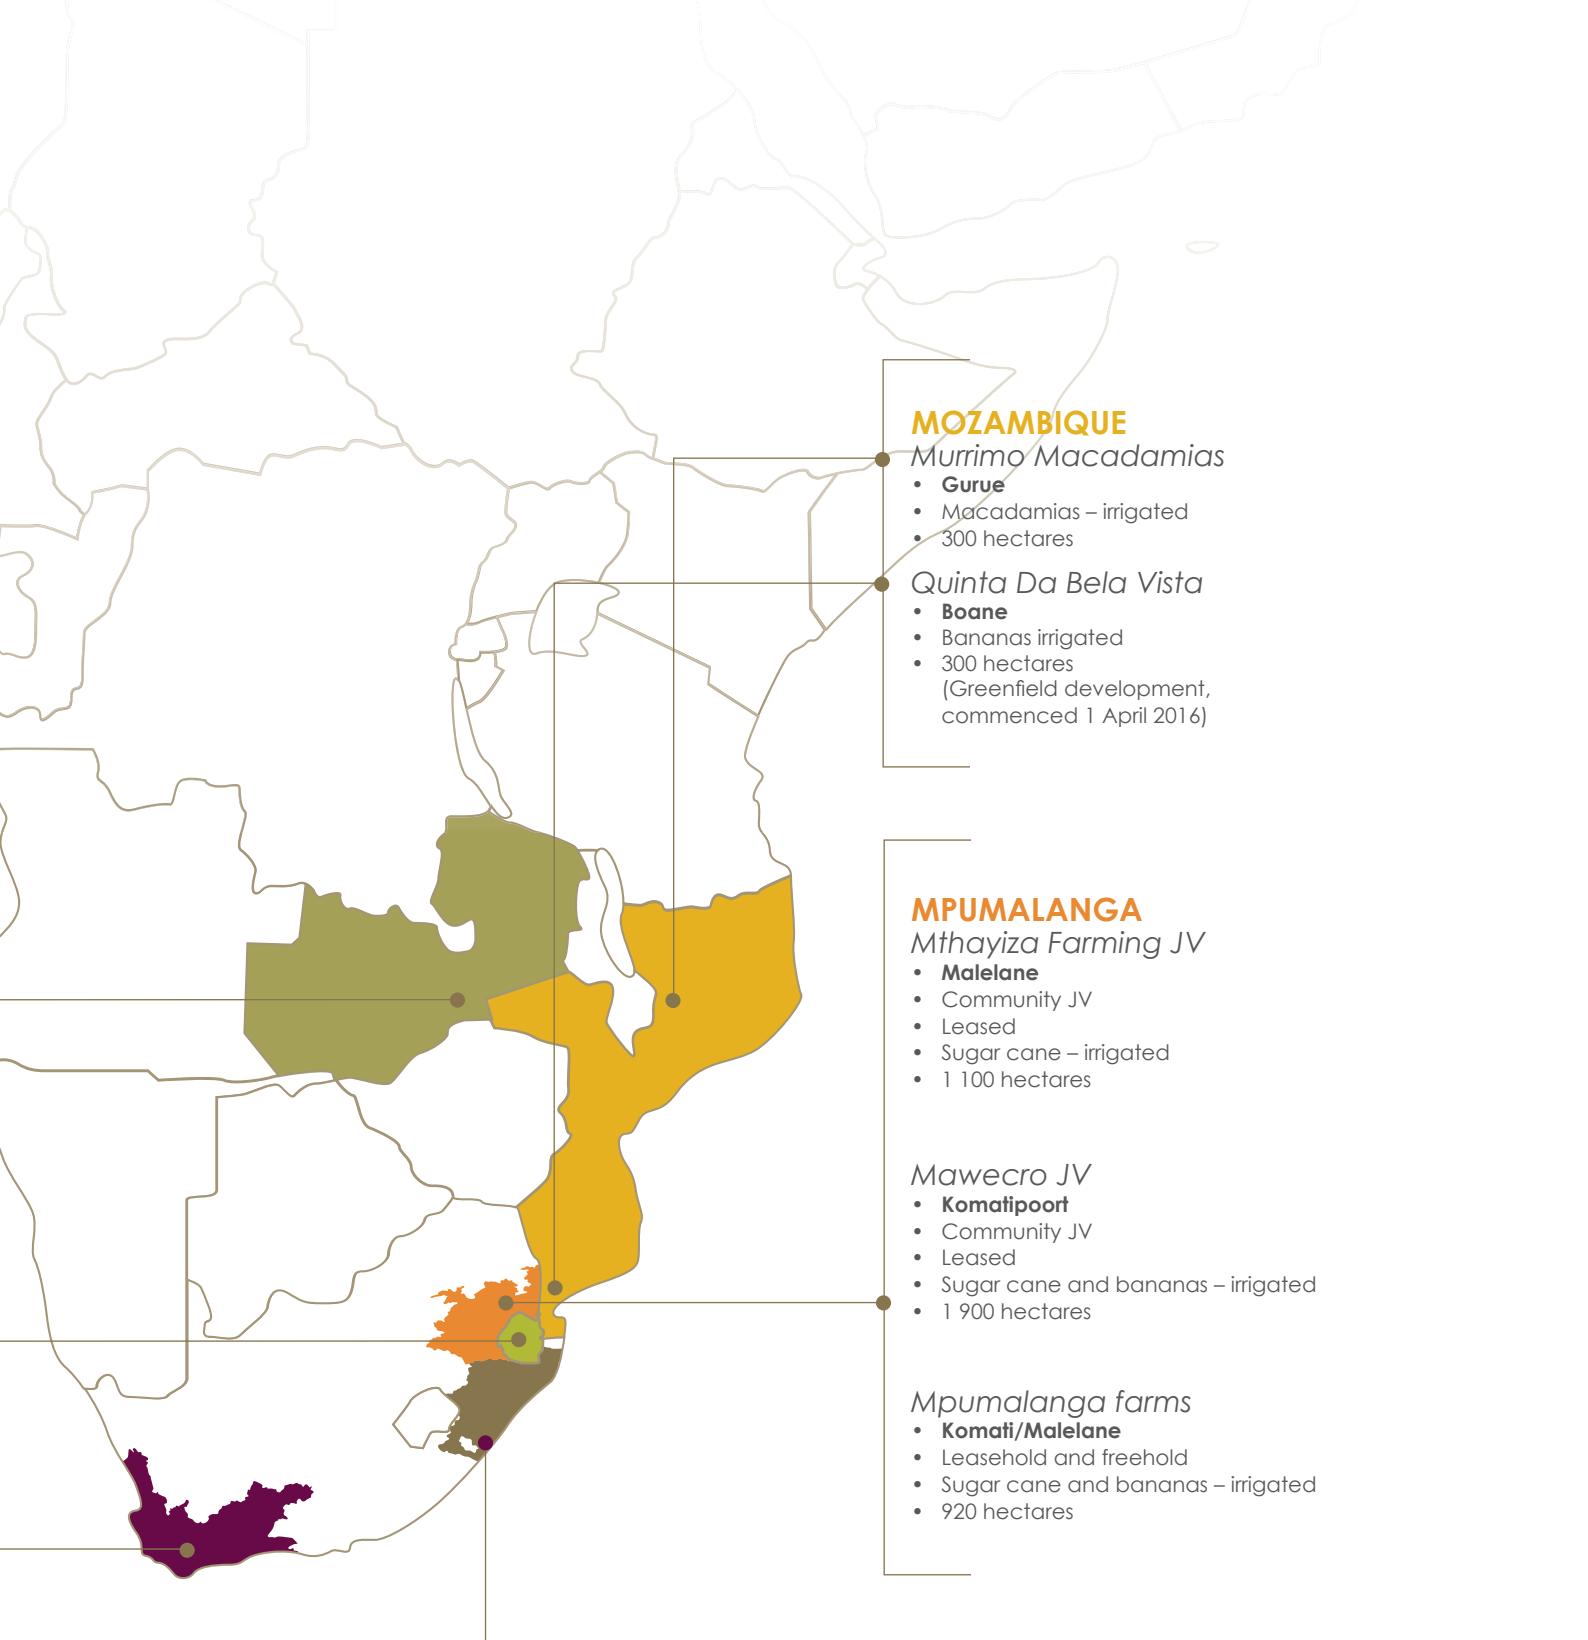 MOZAMBIQUE
Murrimo Macadamias
• Gurue
• Macadamias – irrigated
• 300 hectares
Quinta Da Bela Vista
• Boane
• Bananas irrigated
• 300 hectares
(Greenfield development,
commenced 1 April 2016)
MPUMALANGA
Mthayiza Farming JV
• Malelane
• Community JV
• Leased
• Sugar cane – irrigated
• 1 100 hectares
Mawecro JV
• Komatipoort
• Community JV
• Leased
• Sugar cane and bananas – irrigated
• 1 900 hectares
Mpumalanga farms
• Komati/Malelane
• Leasehold and freehold
• Sugar cane and bananas – irrigated
• 920 hectares